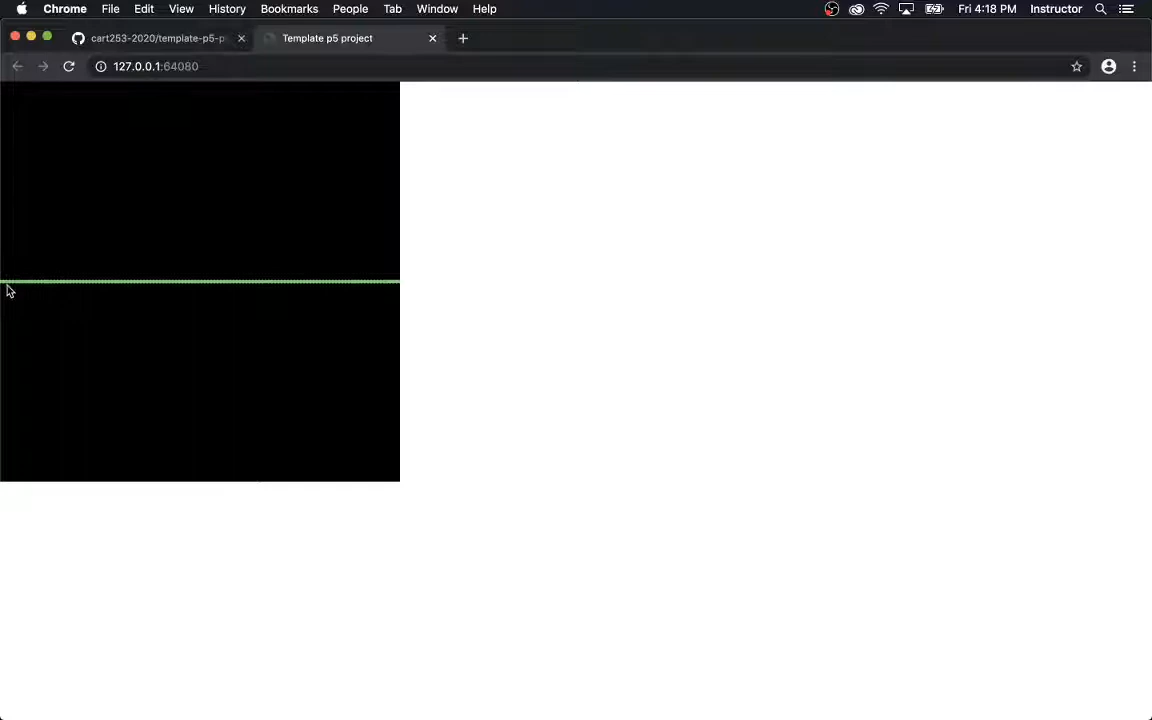 Chrome File Edit View History Bookmarks People Tab Window Help Fri 4:18 PM Instructor
cart253-2020/template-p5-p Template p5 project
127.0.0.1:64080